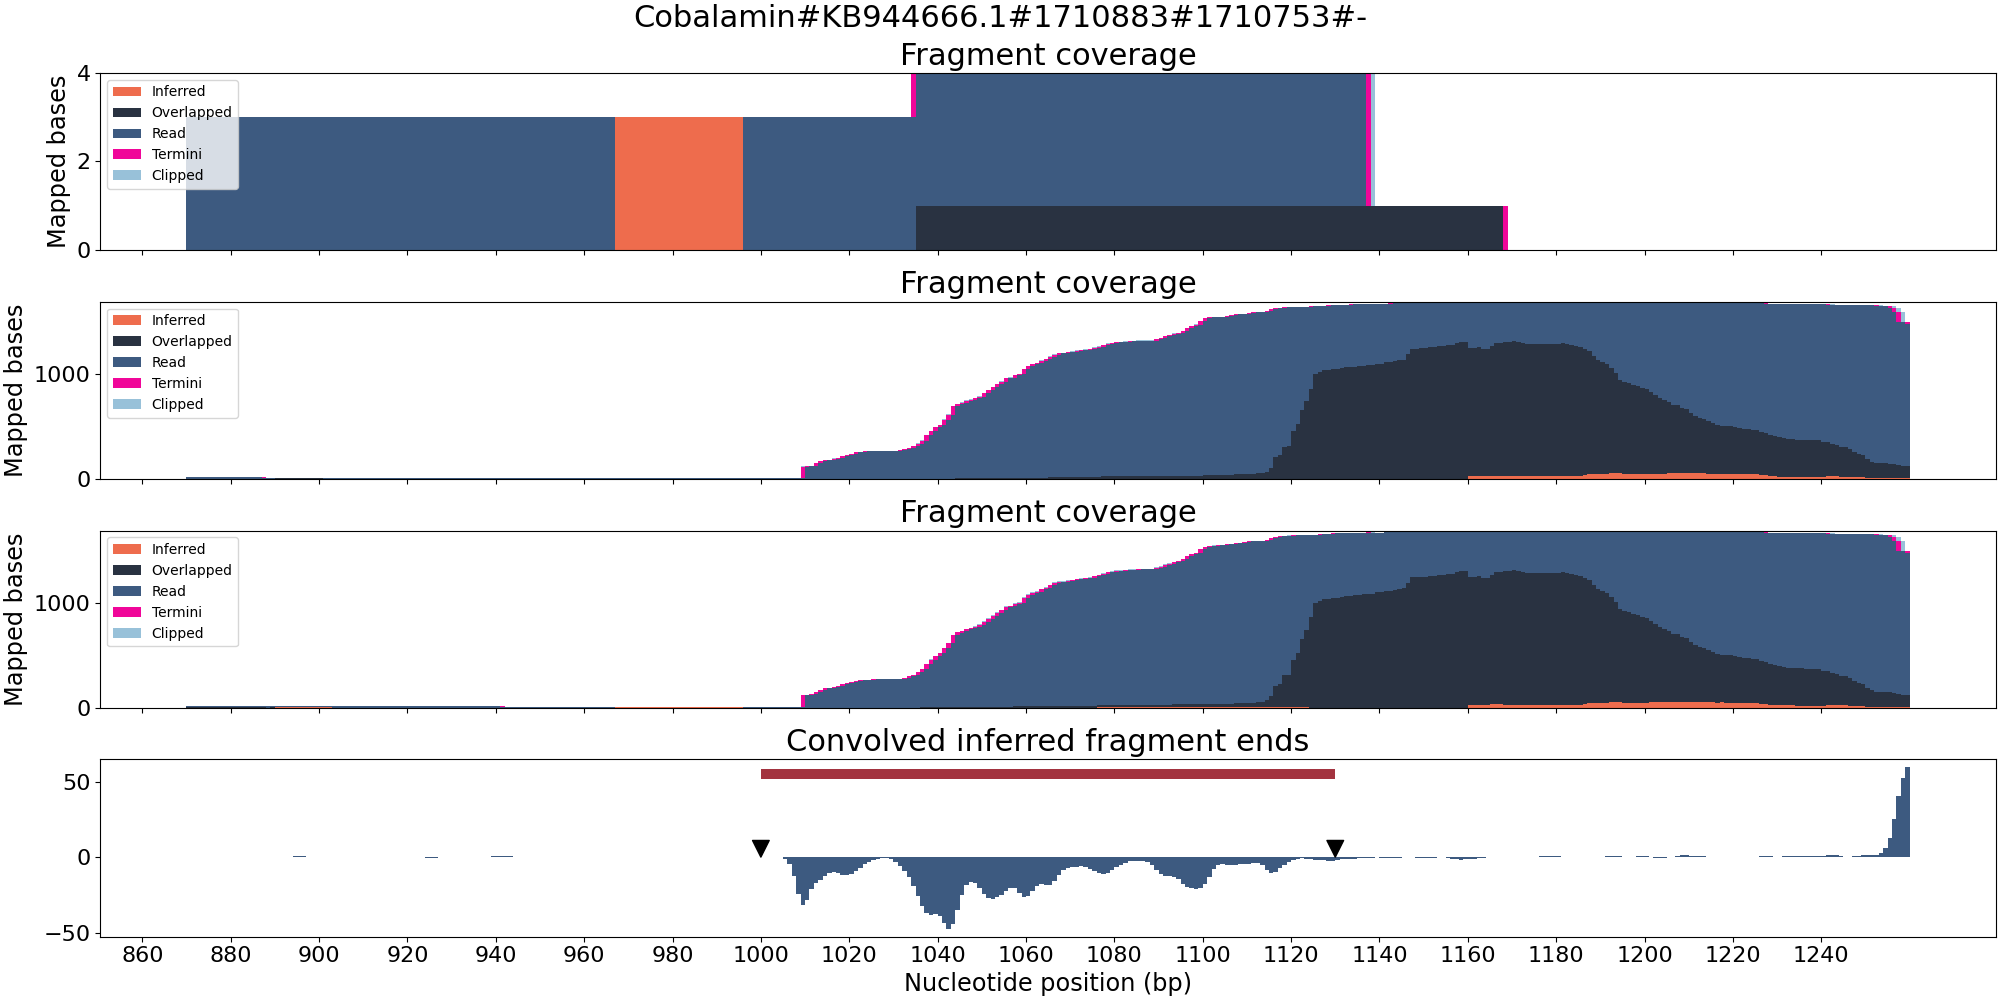 Cobalamin#KB944666.1#1710883#1710753#-
Fragment coverage
Mapped bases
4
2
0
Inferred
Overlapped
Read
Termini
Clipped
Fragment coverage
Mapped bases
1000
0
Inferred
Overlapped
Read
Termini
Clipped
Fragment coverage
Mapped bases
1000
0
Inferred
Overlapped
Read
Termini
Clipped
Convolved inferred fragment ends
50
0
−50
860 880 900 920 940 960 980 1000 1020 1040 1060 1080 1100 1120 1140 1160 1180 1200 1220 1240
Nucleotide position (bp)